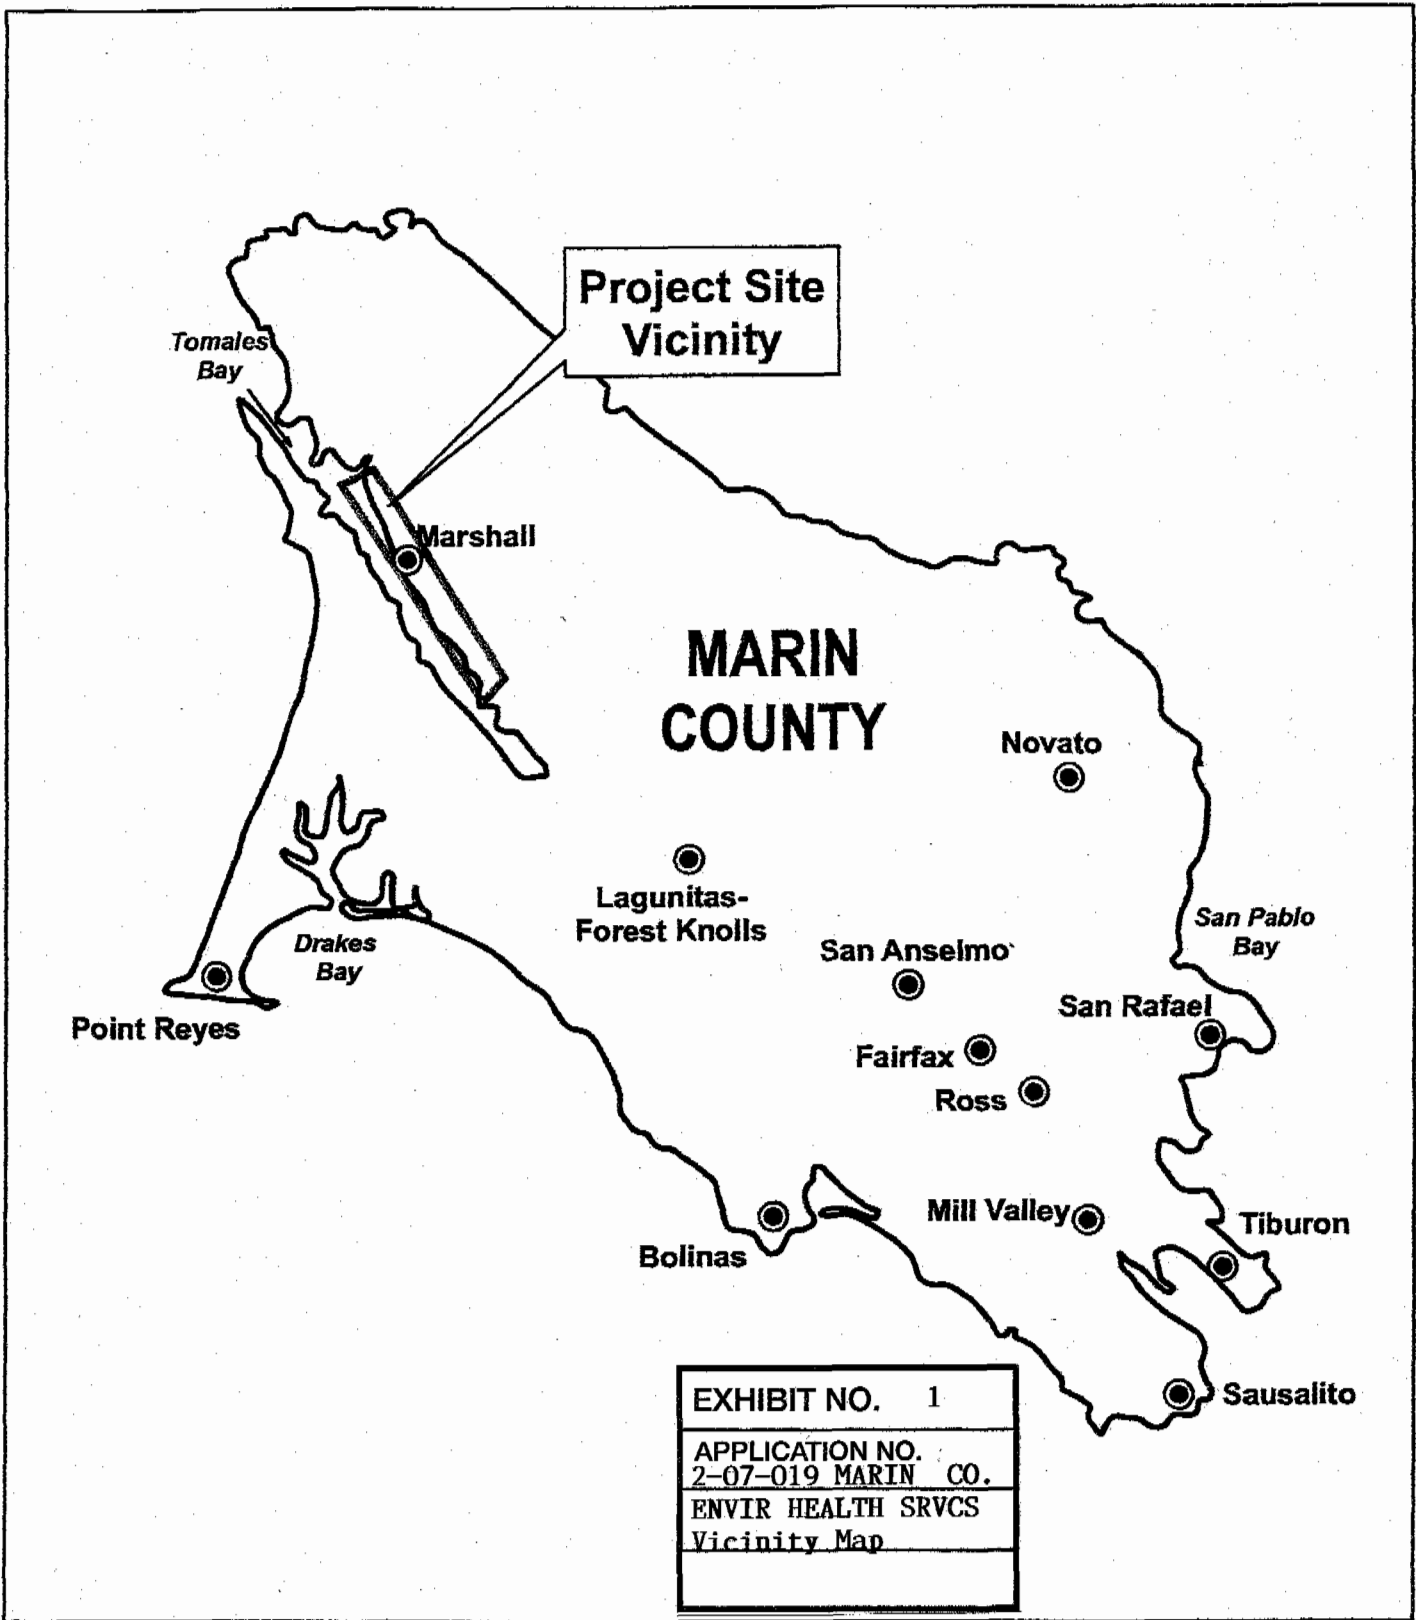 Project Site
Vicinity
Tomales
Bay
Marshall
MARIN
COUNTY
Novato
Lagunitas-
Forest Knolls
San Pablo
Bay
Drakes
Bay
San Anselmo
San Rafael
Point Reyes
Fairfax
Ross
Mill Valley
Tiburon
Bolinas
Sausalito
EXHIBIT NO. 1
APPLICATION NO.
2-07-019 MARIN CO.
ENVIR HEALTH SRVCS
Vicinity Map